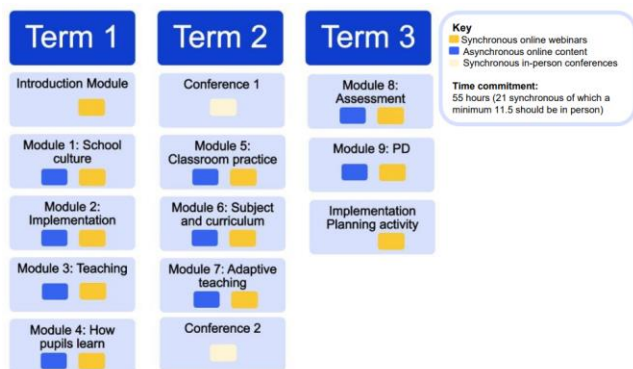 Term 1
Introduction Module
Module 1: School
culture
Module 2:
Implementation
Module 3: Teaching
Module 4: How
pupils learn
Term 2
Conference 1
Module 5:
Classroom practice
Module 6: Subject
and curriculum
Module 7: Adaptive
teaching
Conference 2
Term 3
Module 8:
Assessment
Module 9: PD
Implementation
Planning activity
Key
Synchronous online webinars
Asynchronous online content
Synchronous in-person conferences
Time commitment:
55 hours (21 synchronous of which a
minimum 11.5 should be in person)